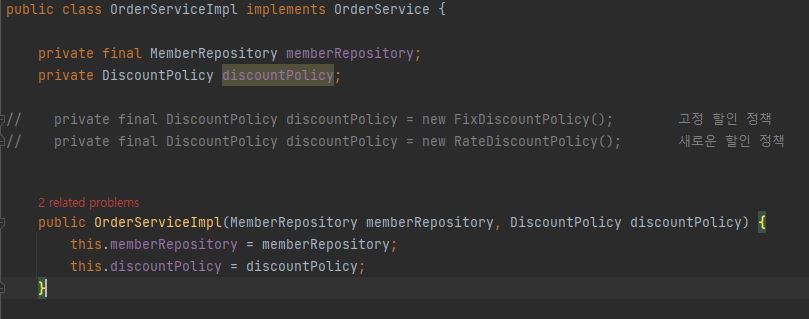 public class OrderServiceImpl implements OrderService {
private final MemberRepository memberRepository;
private DiscountPolicy discountPolicy;
// private final DiscountPolicy discountPolicy = new FixDiscountPolicy(); 고정 할인 정책
// private final DiscountPolicy discountPolicy = new RateDiscountPolicy(); 새로운 할인 정책
2 related problems
public OrderServiceImpl(MemberRepository memberRepository, DiscountPolicy discountPolicy) {
this.memberRepository = memberRepository;
this.discountPolicy = discountPolicy;
}